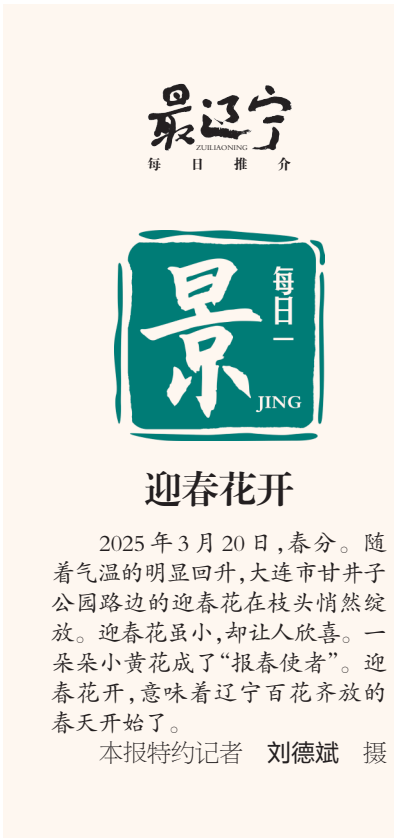 最辽宁
ZUILIAONING
每日推介
每日一
景
JING
迎春花开
2025年3月20日，春分。随
着气温的明显回升，大连市甘井子
公园路边的迎春花在枝头悄然绽
放。迎春花虽小，却让人欣喜。一
朵朵小黄花成了“报春使者”。迎
春花开，意味着辽宁百花齐放的
春天开始了。
本报特约记者 刘德斌 摄